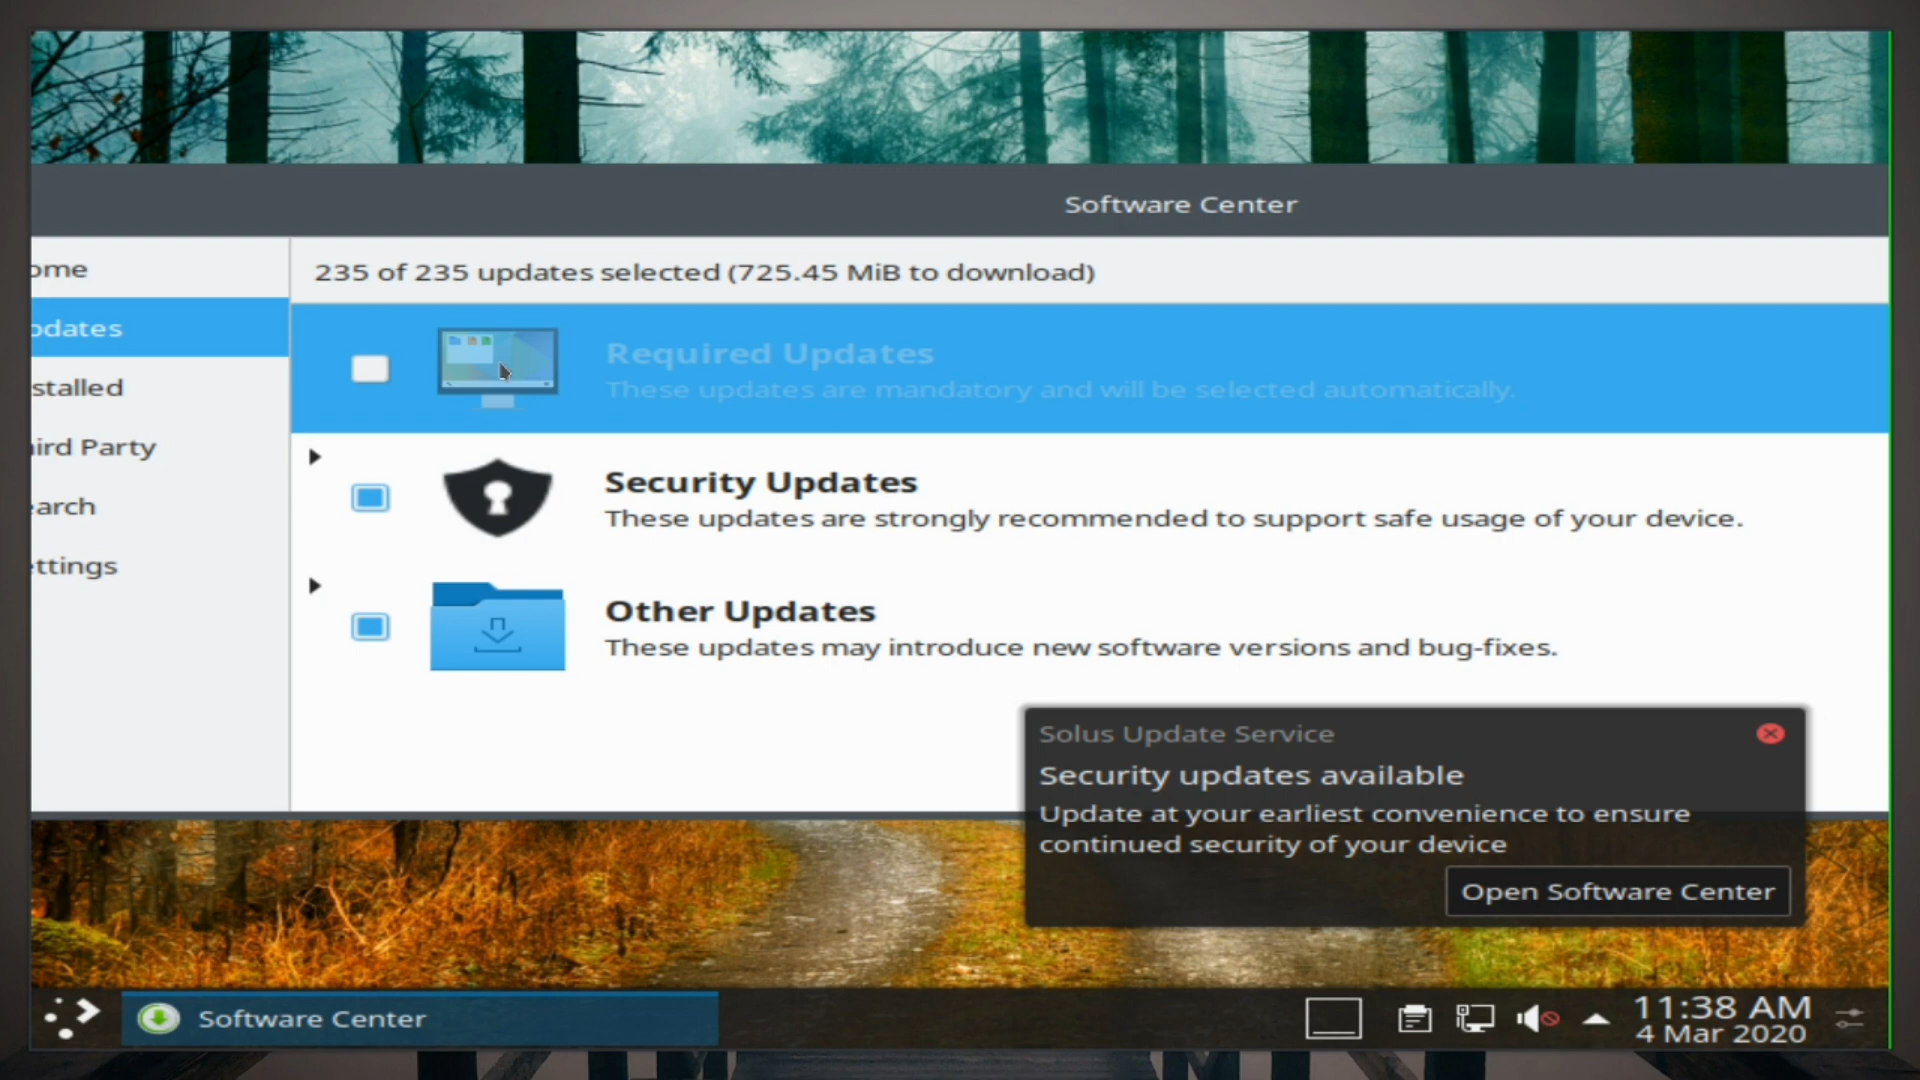 Software Center
ome
235 of 235 updates selected (725.45 MiB to download)
pdates
Required Updates
These updates are mandatory and will be selected automatically.
stalled
ird Party
Security Updates
These updates are strongly recommended to support safe usage of your device.
arch
ettings
Other Updates
These updates may introduce new software versions and bug-fixes.
Solus Update Service
Security updates available
Update at your earliest convenience to ensure
continued security of your device
Open Software Center
Software Center
11:38 AM
4 Mar 2020